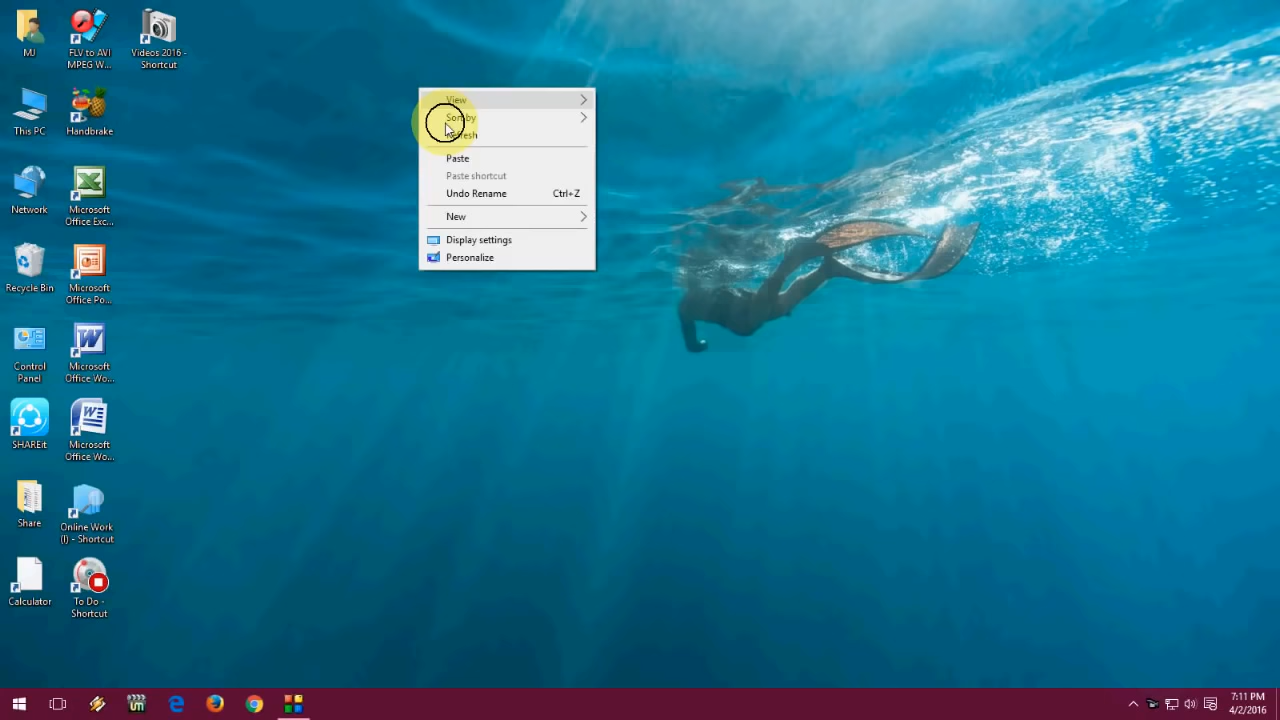 MJ
FLV to AVI
MPEG W...
Videos 2016 -
Shortcut
This PC
Handbrake
Network
Microsoft
Office Exc...
Recycle Bin
Microsoft
Office Po...
Control
Panel
Microsoft
Office Wo...
SHAREit
Microsoft
Office Wo...
Share
Online Work
(I) - Shortcut
Calculator
To Do -
Shortcut
View
Sort by
Refresh
Paste
Paste shortcut
Undo Rename Ctrl+Z
New
Display settings
Personalize
7:11 PM
4/2/2016